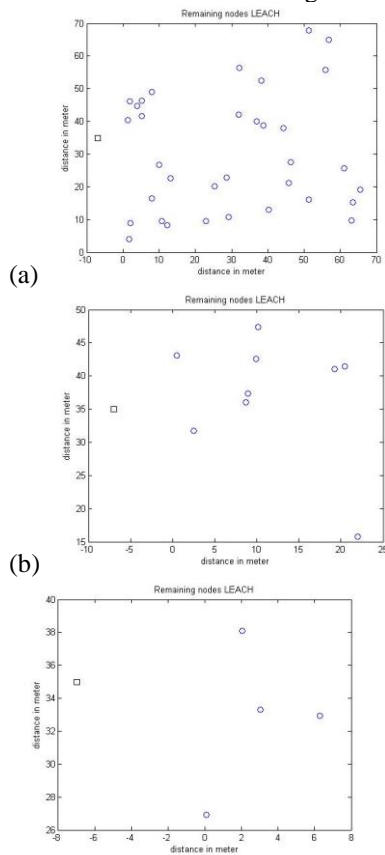 Remaining nodes LEACH
distance in meter
70
60
50
40
30
20
10
0
-10 0 10 20 30 40 50 60 70
distance in meter
(a)
Remaining nodes LEACH
distance in meter
50
45
40
35
30
25
20
15
-10 -5 0 5 10 15 20 25
distance in meter
(b)
Remaining nodes LEACH
distance in meter
40
38
36
34
32
30
28
26
-8 -6 -4 -2 0 2 4 6 8
distance in meter